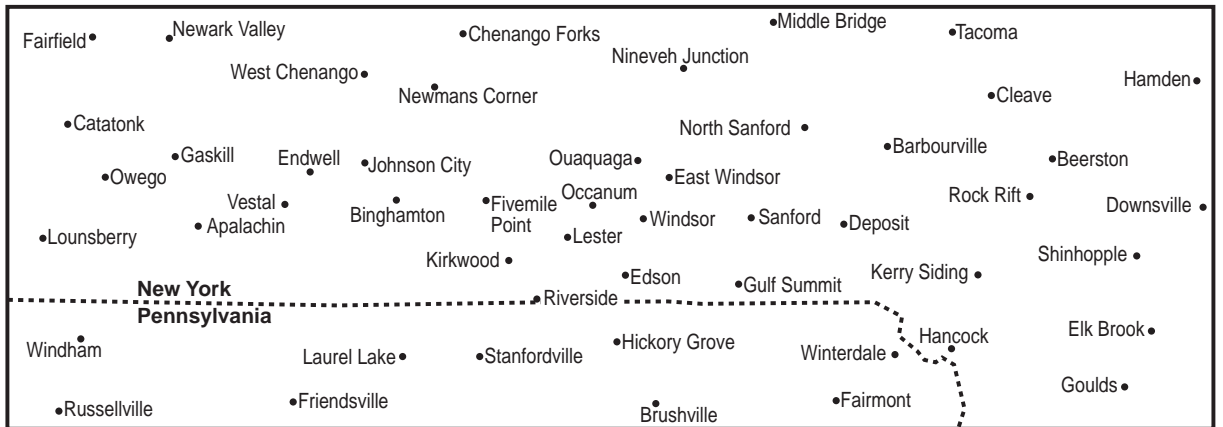 Middle Bridge
Tacoma
Newark Valley
Chenango Forks
Fairfield
Nineveh Junction
West Chenango
Hamden
Newmans Corner
Cleave
Catatonk
North Sanford
Barbourville
Gaskill
Endwell
Johnson City
Ouaquaga
Beerston
Owego
East Windsor
Occanum
Rock Rift
Vestal
Binghamton
Fivemile
Point
Windsor
Sanford
Downsville
Apalachin
Deposit
Lounsberry
Lester
Shinhopple
Kirkwood
Edson
Kerry Siding
Gulf Summit
New York
Riverside
Pennsylvania
Elk Brook
Hancock
Windham
Laurel Lake
Stanfordville
Hickory Grove
Winterdale
Goulds
Russellville
Friendsville
Brushville
Fairmont